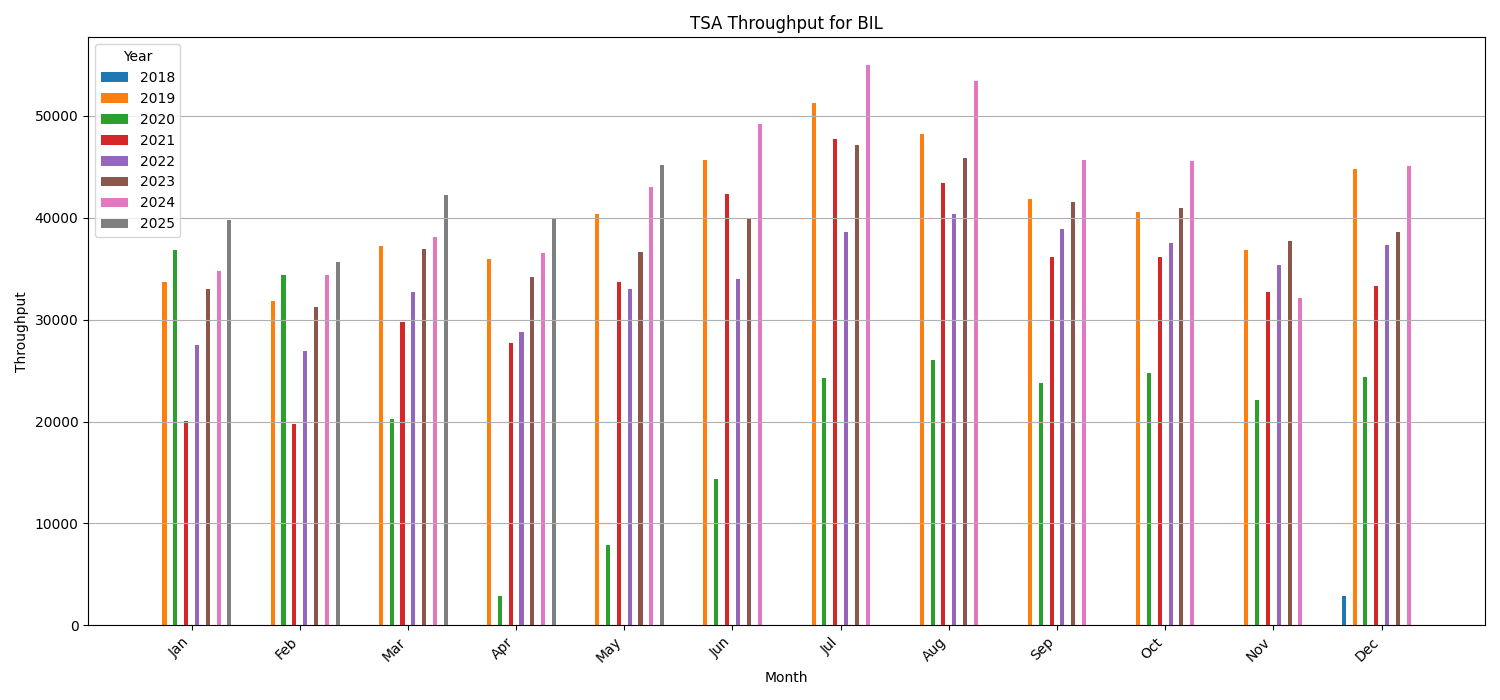 TSA Throughput for BIL
Year
2018
2019
2020
2021
2022
2023
2024
2025
Throughput
50000
40000
30000
20000
10000
0
Jan
Feb
Mar
Apr
May
Jun
Jul
Aug
Sep
Oct
Nov
Dec
Month